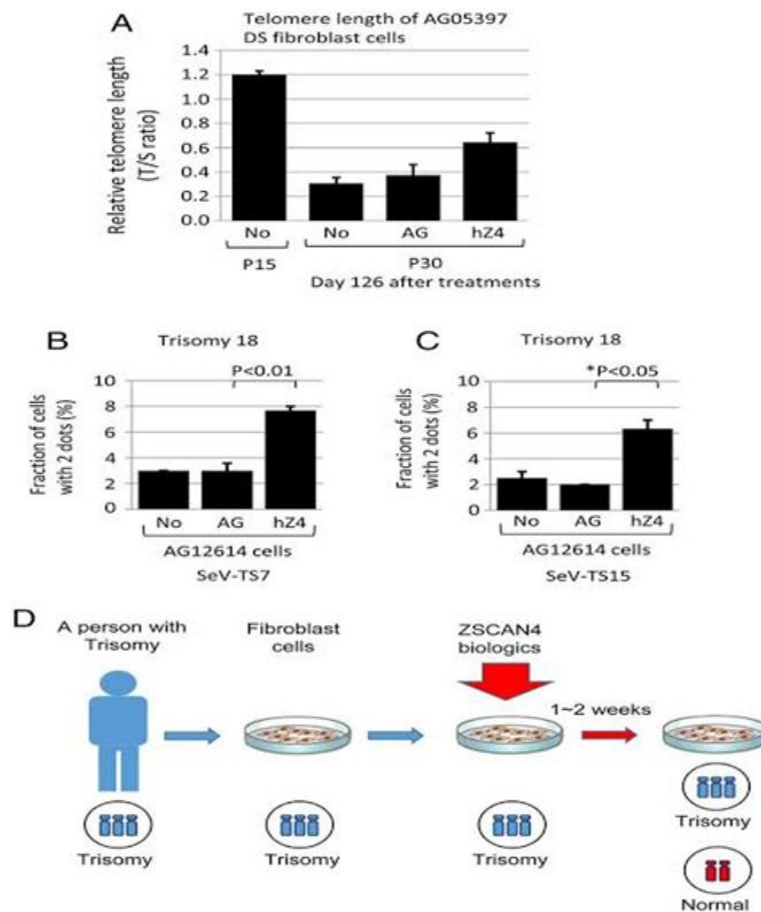 A
Telomere length of AG05397
DS fibroblast cells
Relative telomere length
(T/S ratio)
1.4
1.2
1.0
0.8
0.6
0.4
0.2
0.0
No No AG hZ4
P15 P30
Day 126 after treatments
B
Trisomy 18
P<0.01
Fraction of cells
with 2 dots (%)
10
8
6
4
2
0
No AG hZ4
AG12614 cells
SeV-TS7
C
Trisomy 18
*P<0.05
Fraction of cells
with 2 dots (%)
10
8
6
4
2
0
No AG hZ4
AG12614 cells
SeV-TS15
D
A person with
Trisomy
Fibroblast
cells
ZSCAN4
biologics
1~2 weeks
Trisomy
Trisomy
Trisomy
Trisomy
Normal